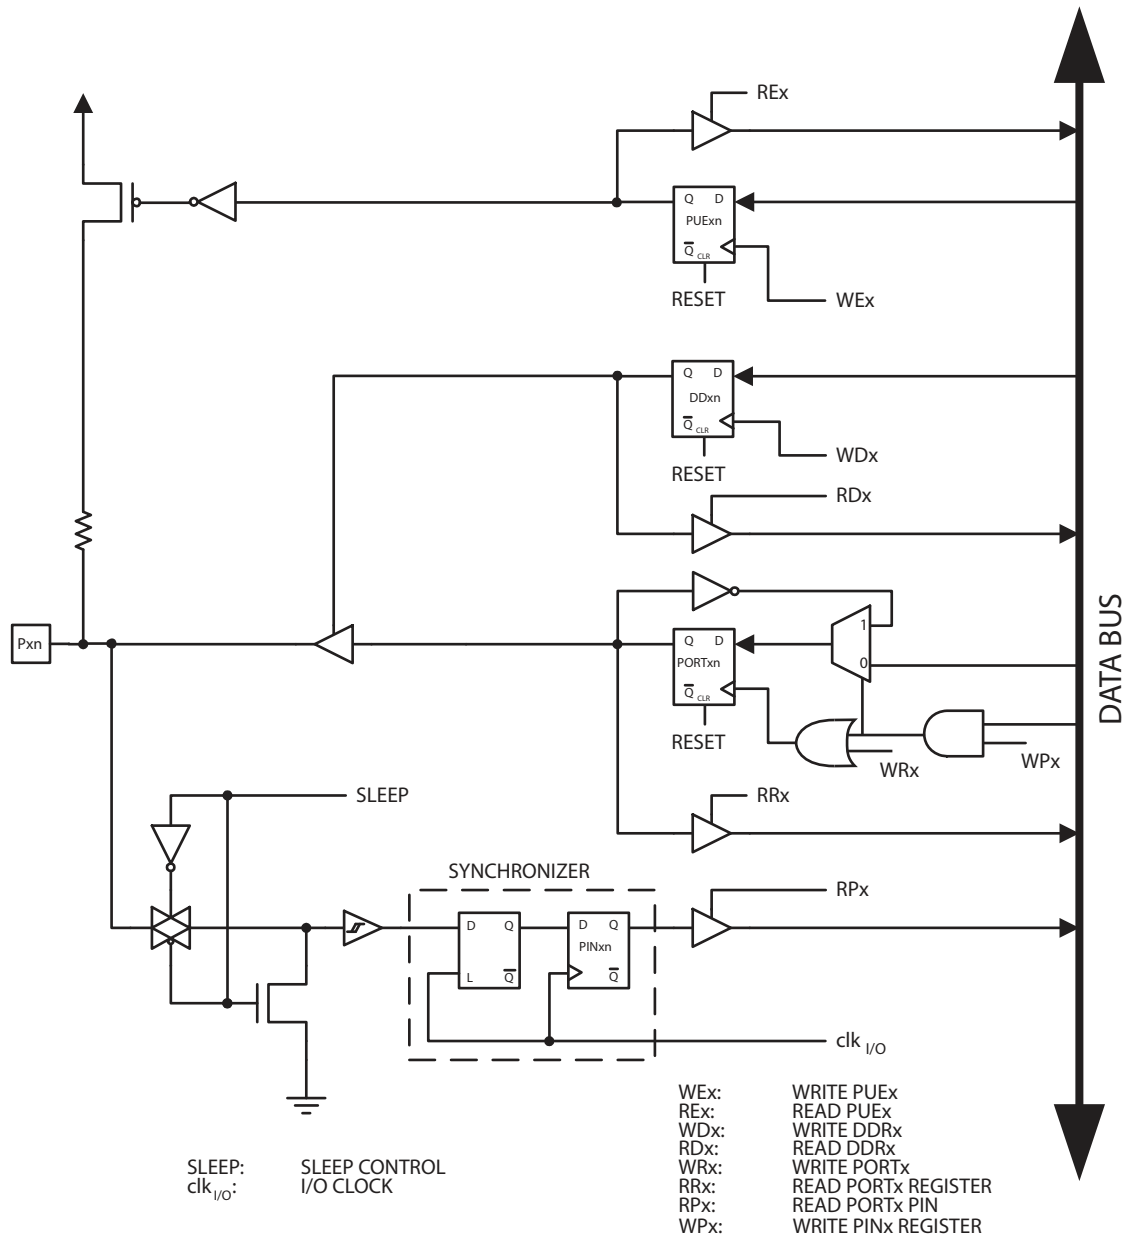 REx
Q D
PUExn
Q CLR
RESET
WEx
Q D
DDxn
Q CLR
RESET
WDx
RDx
1
Pxn
Q D
PORTxn
0
Q CLR
RESET
WRx
WPx
DATA BUS
SLEEP
RRx
SYNCHRONIZER
RPx
D Q
D Q
PINxn
L Q
Q
clk I/O
WEx: WRITE PUEx
REx: READ PUEx
WDx: WRITE DDRx
RDx: READ DDRx
WRx: WRITE PORTx
RRx: READ PORTx REGISTER
RPx: READ PORTx PIN
WPx: WRITE PINx REGISTER
SLEEP: SLEEP CONTROL
clk I/O: I/O CLOCK